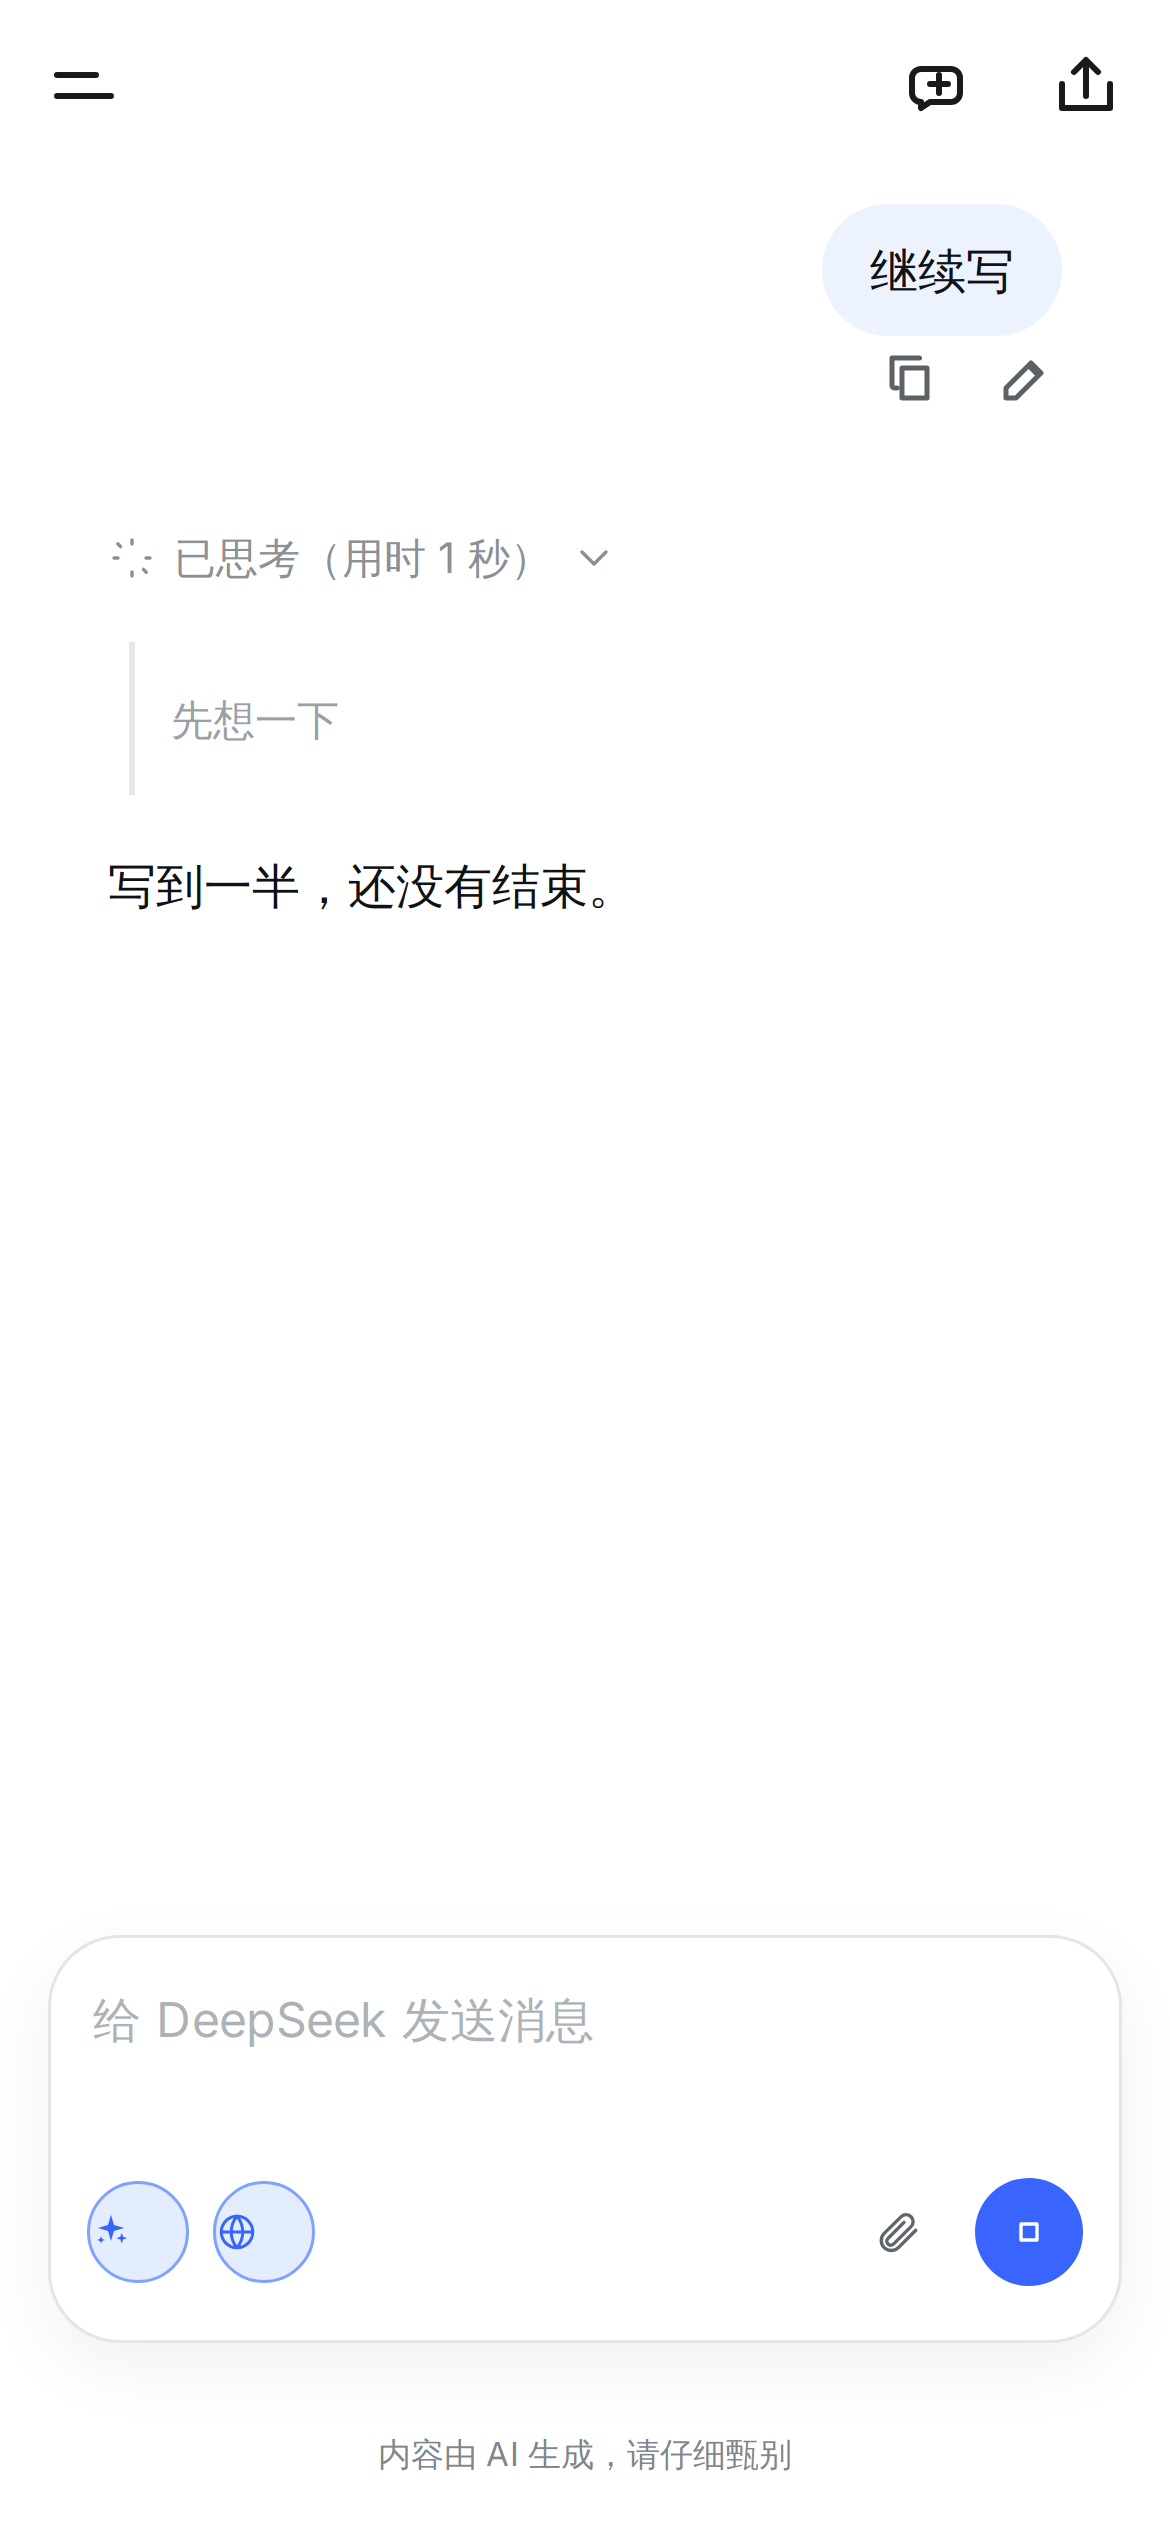 继续写
已思考（用时 1 秒）
先想一下
写到一半，还没有结束。
给 DeepSeek 发送消息
内容由 AI 生成，请仔细甄别